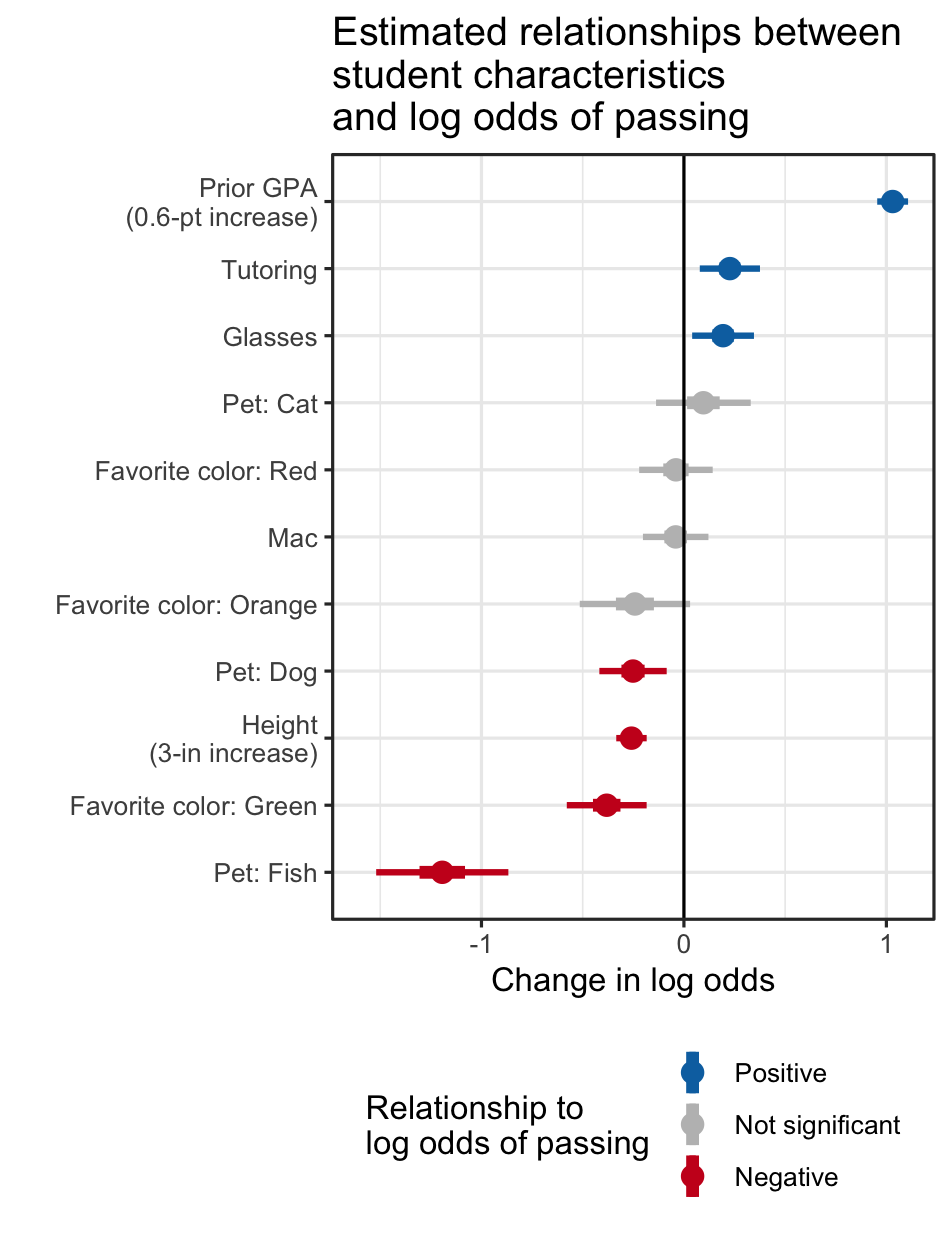 Estimated relationships between
student characteristics
and log odds of passing
Prior GPA
(0.6-pt increase)
Tutoring
Glasses
Pet: Cat
Favorite color: Red
Mac
Favorite color: Orange
Pet: Dog
Height
(3-in increase)
Favorite color: Green
Pet: Fish
-1 0 1
Change in log odds
Relationship to
log odds of passing
Positive
Not significant
Negative